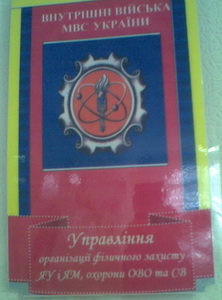 ВНУТРІШНІ ВІЙСЬКА
МВС УКРАЇНИ
Управління
організації фізичного захисту
ЯУ і ЯМ, охорони ОВО та СВ